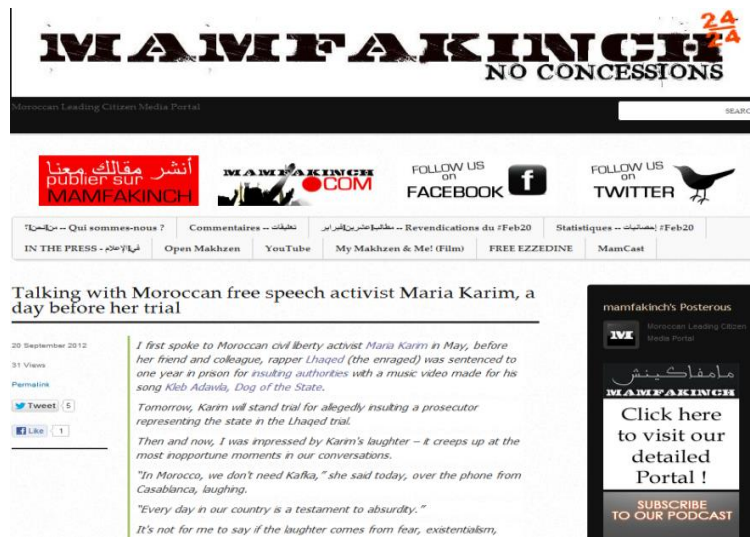 MAMFAKINCH
24
24
NO CONCESSIONS
Moroccan Leading Citizen Media Portal
SEARC
أنشر مقالك معنا
publier sur
MAMFAKINCH
MAMFAKINCH
COM
FOLLOW US
on
FACEBOOK
FOLLOW US
on
TWITTER
Qui sommes-nous ?
Commentaires -- تعليقات
Revendications du #Feb20
Statistiques -- إحصائيات #Feb20
IN THE PRESS -
Open Makhzen
YouTube
My Makhzen & Me! (Film)
FREE EZZEDINE
MamCast
Talking with Moroccan free speech activist Maria Karim, a
day before her trial
20 September 2012
31 Views
Permalink
Tweet 5
Like 1
I first spoke to Moroccan civil liberty activist Maria Karim in May, before
her friend and colleague, rapper Lhaqed (the enraged) was sentenced to
one year in prison for insulting authorities with a music video made for his
song Kleb Adawla, Dog of the State.
Tomorrow, Karim will stand trial for allegedly insulting a prosecutor
representing the state in the Lhaqed trial.
Then and now, I was impressed by Karim's laughter – it creeps up at the
most inopportune moments in our conversations.
"In Morocco, we don't need Kafka," she said today, over the phone from
Casablanca, laughing.
"Every day in our country is a testament to absurdity."
It's not for me to say if the laughter comes from fear, existentialism,
mamfakinch's Posterous
Moroccan Leading Citizen
Media Portal
مامفاكينش
MAMFAKINCH
Click here
to visit our
detailed
Portal !
SUBSCRIBE
TO OUR PODCAST